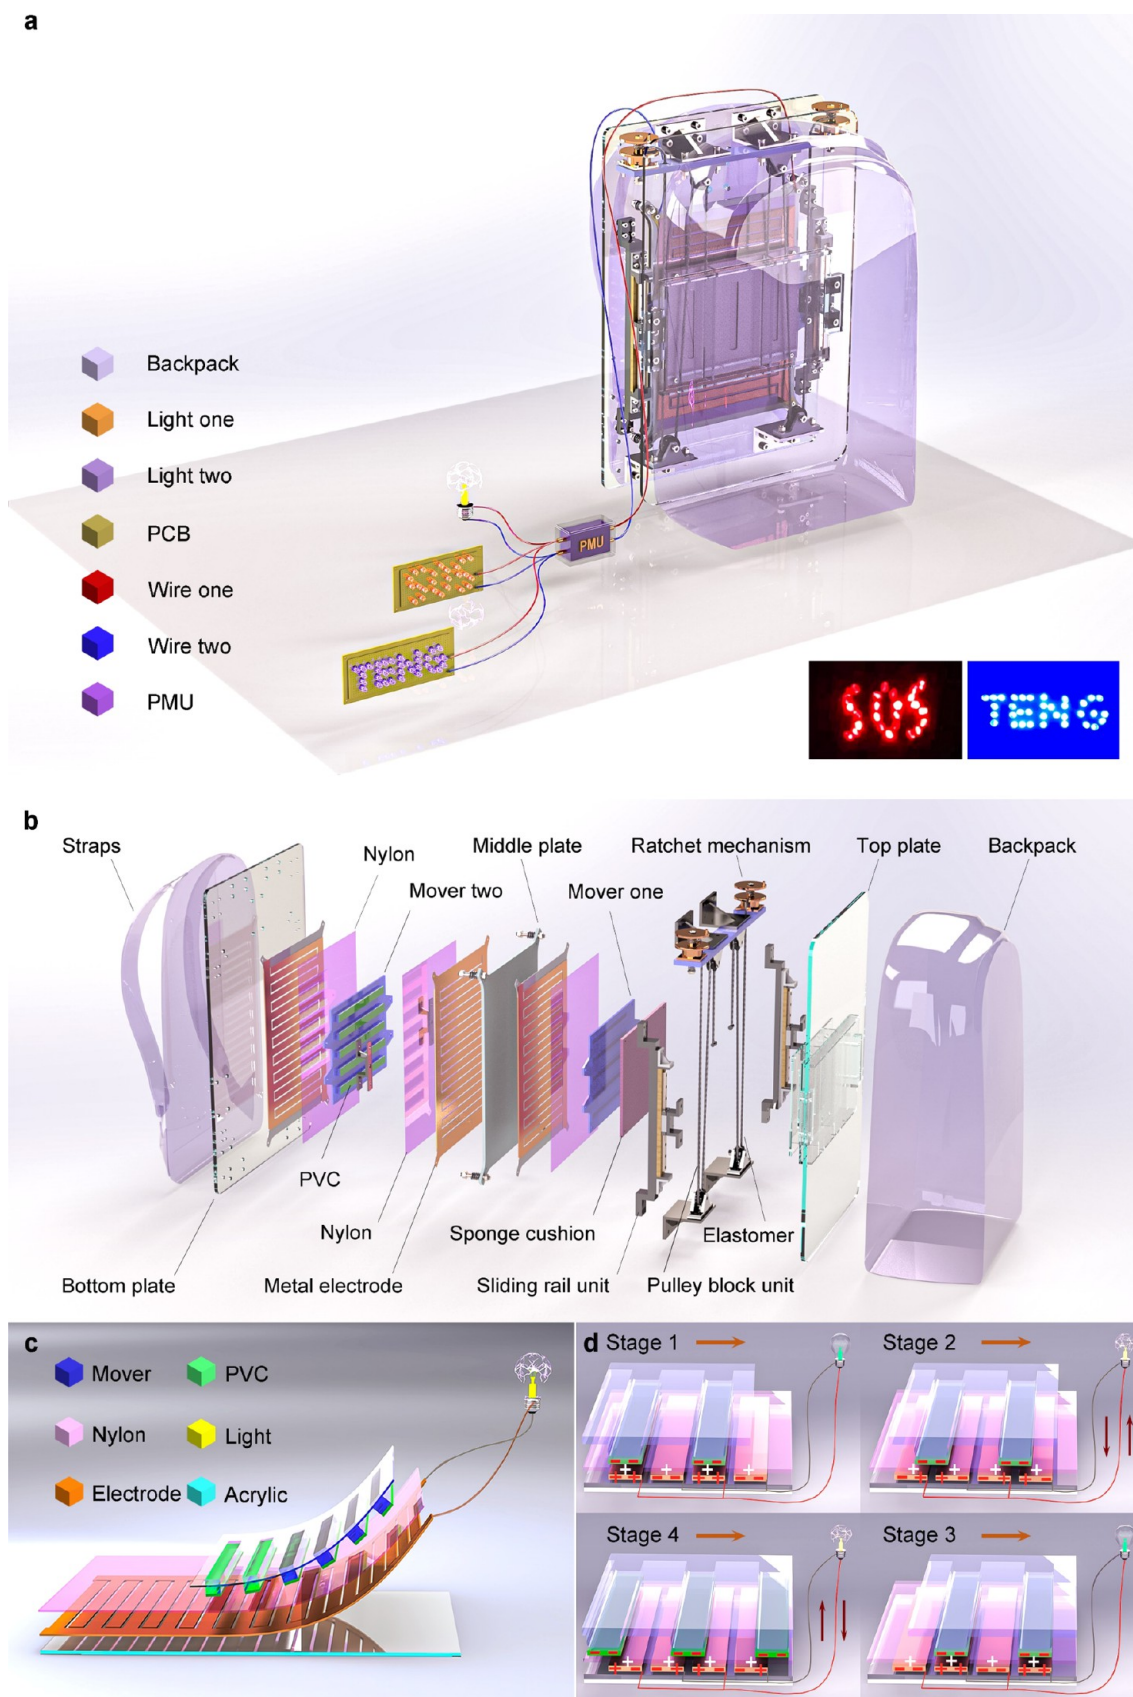 a
Backpack
Light one
Light two
PCB
Wire one
Wire two
PMU
PMU
TENG
SOS
TENG
b
Straps
Nylon
Middle plate
Ratchet mechanism
Top plate
Backpack
Mover two
Mover one
PVC
Nylon
Sponge cushion
Elastomer
Bottom plate
Metal electrode
Sliding rail unit
Pulley block unit
c
Mover
PVC
Nylon
Light
Electrode
Acrylic
d
Stage 1
Stage 2
Stage 4
Stage 3